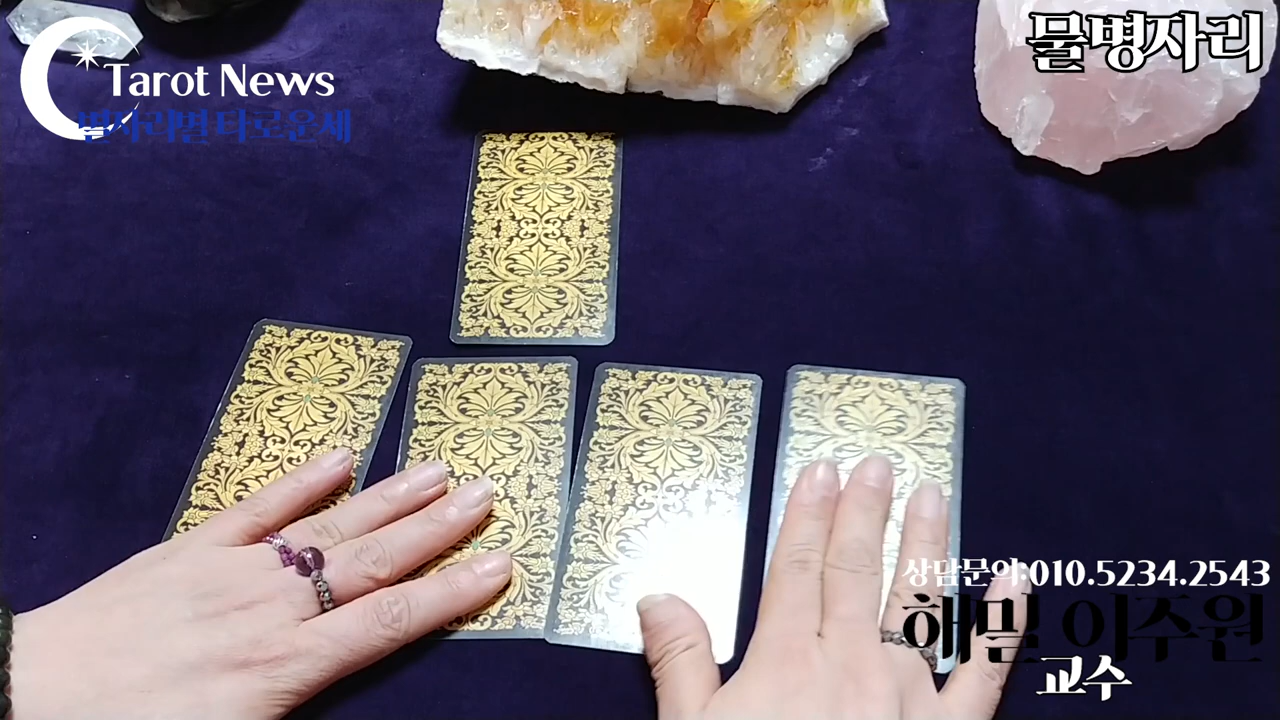 물병자리
Tarot News
별자리별 타로운세
상담문의:010.5234.2543
해밀 이주원
교수